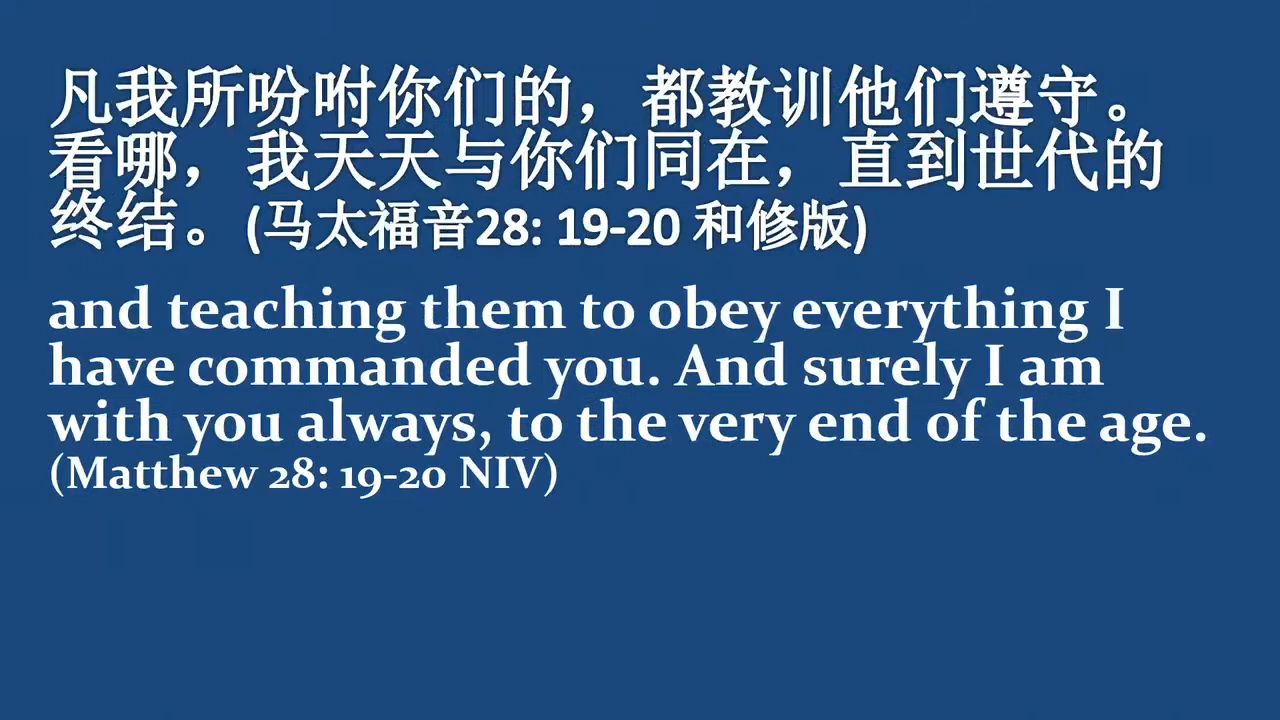 凡我所吩咐你们的，都教训他们遵守。
看哪，我天天与你们同在，直到世代的
终结。(马太福音28: 19-20 和修版)
and teaching them to obey everything I
have commanded you. And surely I am
with you always, to the very end of the age.
(Matthew 28: 19-20 NIV)